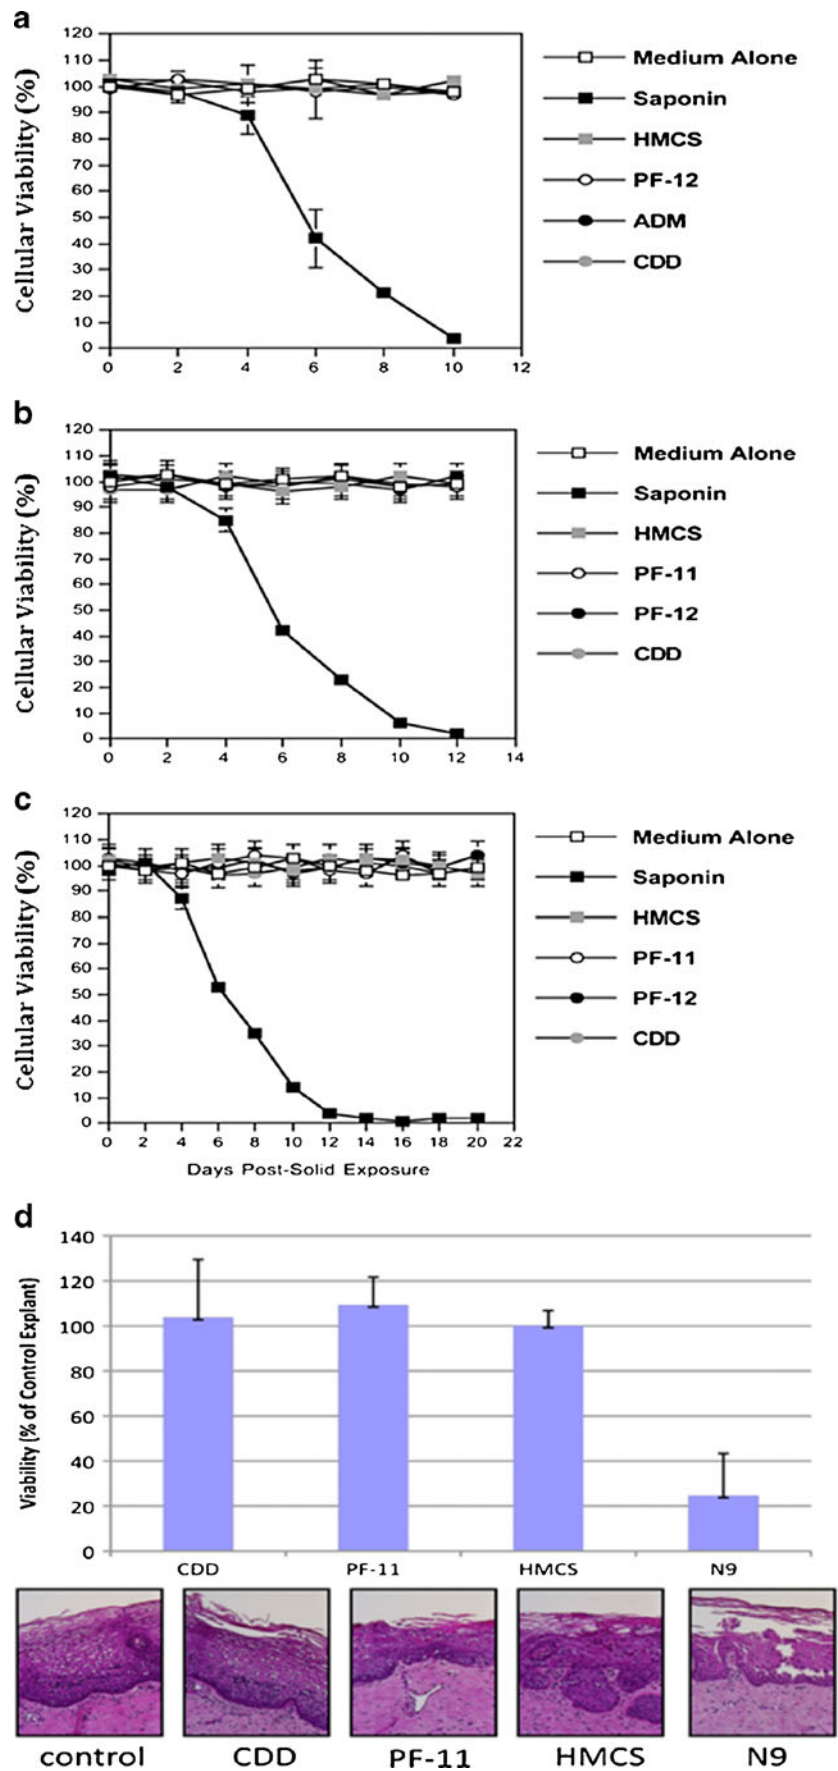 a
Cellular Viability (%)
120
110
100
90
80
70
60
50
40
30
20
10
0
0 2 4 6 8 10 12
Medium Alone
Saponin
HMCS
PF-12
ADM
CDD
b
Cellular Viability (%)
120
110
100
90
80
70
60
50
40
30
20
10
0
0 2 4 6 8 10 12 14
Medium Alone
Saponin
HMCS
PF-11
PF-12
CDD
c
Cellular Viability (%)
120
110
100
90
80
70
60
50
40
30
20
10
0
0 2 4 6 8 10 12 14 16 18 20 22
Days Post-Solid Exposure
Medium Alone
Saponin
HMCS
PF-11
PF-12
CDD
d
Viability (% of Control Explant)
140
120
100
80
60
40
20
0
CDD PF-11 HMCS N9
control CDD PF-11 HMCS N9